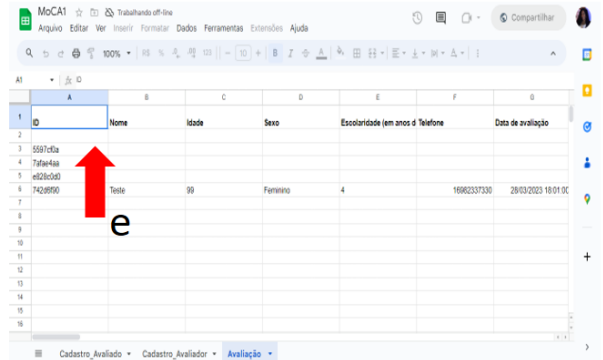 MoCA1 Trabalhando off-line
Arquivo Editar Ver Inserir Formatar Dados Ferramentas Extensões Ajuda
Compartilhar
100% R$ % .0 .00 123 10 B I A
A1 fx ID
A B C D E F G
1 ID Nome Idade Sexo Escolaridade (em anos d Telefone Data de avaliação
2
3 5597cf0a
4 7afae4aa
5 e828c0d0
6 742d6f90 Teste 99 Feminino 4 16982337330 28/03/2023 18:01:00
7
8
e
9
10
11
12
13
14
15
16
Cadastro_Avaliado Cadastro_Avaliador Avaliação